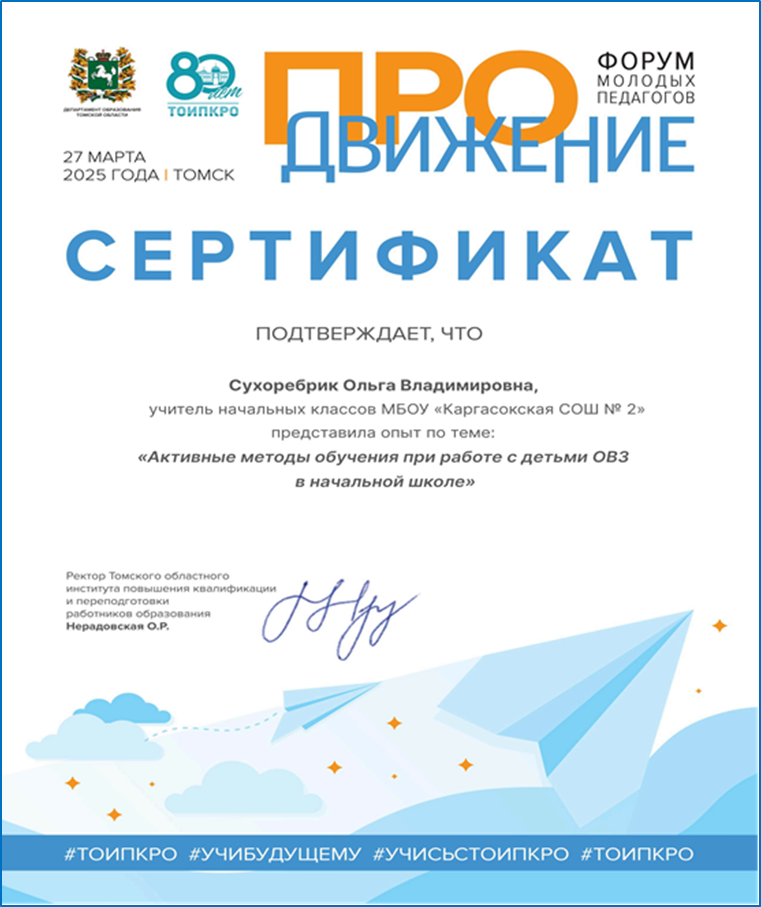 ДЕПАРТАМЕНТ ОБРАЗОВАНИЯ
ТОМСКОЙ ОБЛАСТИ
80 лет
ТОИПКРО
27 МАРТА
2025 ГОДА | ТОМСК
ПРО
ДВИЖЕНИЕ
ФОРУМ
МОЛОДЫХ
ПЕДАГОГОВ
СЕРТИФИКАТ
ПОДТВЕРЖДАЕТ, ЧТО
Сухоребрик Ольга Владимировна,
учитель начальных классов МБОУ «Каргасокская СОШ № 2»
представила опыт по теме:
«Активные методы обучения при работе с детьми ОВЗ
в начальной школе»
Ректор Томского областного
института повышения квалификации
и переподготовки
работников образования
Нерадовская О.Р.
#ТОИПКРО #УЧИБУДУЩЕМУ #УЧИСЬСТОИПКРО #ТОИПКРО